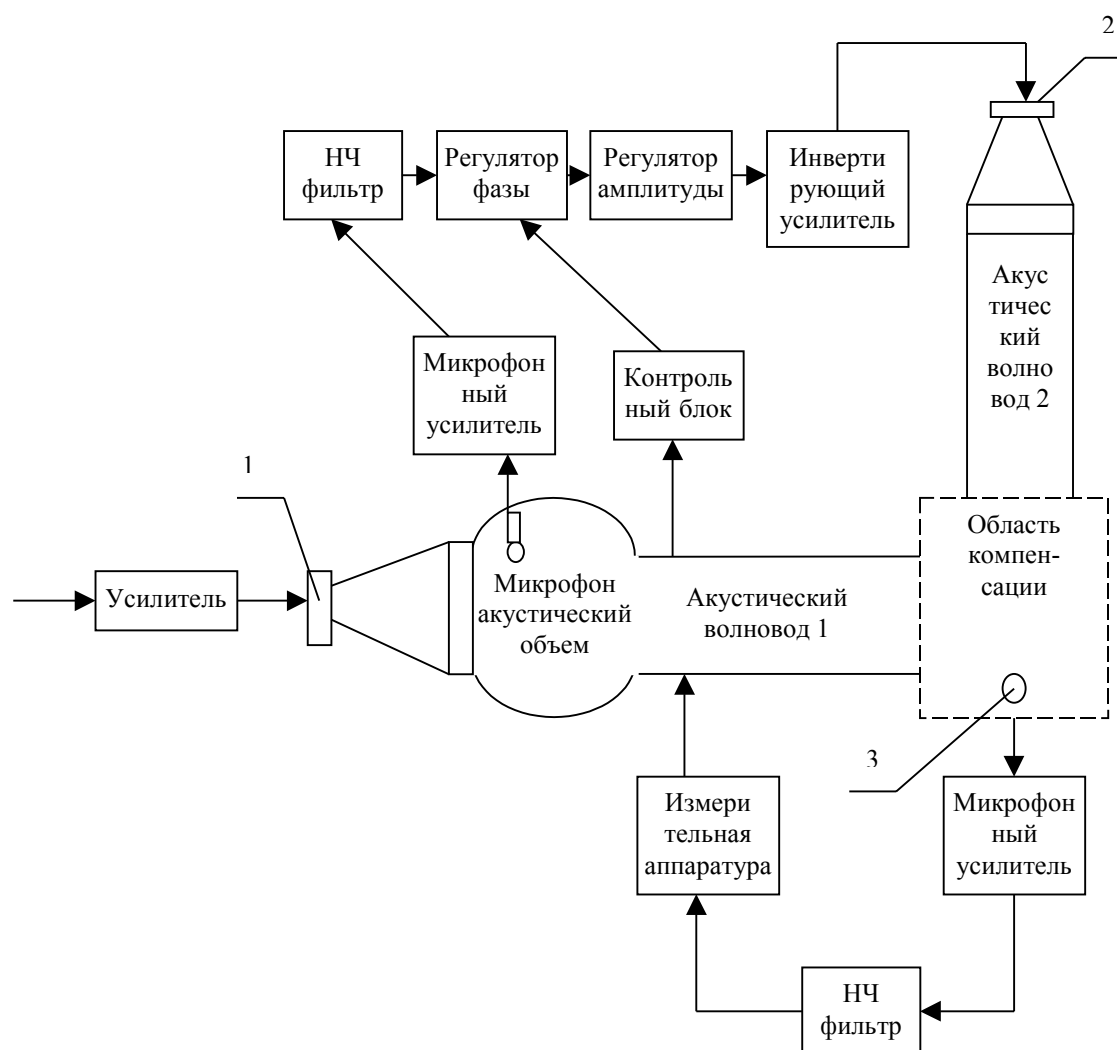 2
НЧ
фильтр
Регулятор
фазы
Регулятор
амплитуды
Инверти
рующий
усилитель
Акус
тичес
кий
волно
вод 2
Микрофон
ный
усилитель
Контроль
ный блок
1
Область
компен-
сации
Усилитель
Микрофон
акустический
объем
Акустический
волновод 1
3
Измери
тельная
аппаратура
Микрофон
ный
усилитель
НЧ
фильтр